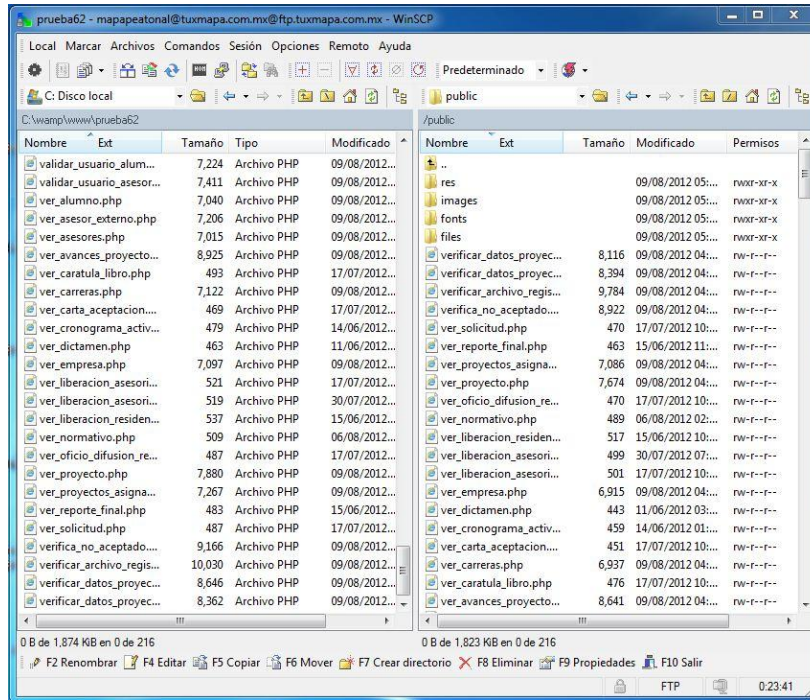 prueba62 - mapapeatonal@tuxmapa.com.mx@ftp.tuxmapa.com.mx - WinSCP
Local Marcar Archivos Comandos Sesión Opciones Remoto Ayuda
Predeterminado
C: Disco local
public
C:\wamp\www\prueba62
Nombre Ext Tamaño Tipo Modificado
validar_usuario_alum... 7,224 Archivo PHP 09/08/2012...
validar_usuario_asesor... 7,411 Archivo PHP 09/08/2012...
ver_alumno.php 7,040 Archivo PHP 09/08/2012...
ver_asesor_externo.php 7,206 Archivo PHP 09/08/2012...
ver_asesores.php 7,015 Archivo PHP 09/08/2012...
ver_avances_proyecto... 8,925 Archivo PHP 09/08/2012...
ver_caratula_libro.php 493 Archivo PHP 17/07/2012...
ver_carreras.php 7,122 Archivo PHP 09/08/2012...
ver_carta_aceptacion.... 469 Archivo PHP 17/07/2012...
ver_cronograma_activ... 479 Archivo PHP 14/06/2012...
ver_dictamen.php 463 Archivo PHP 11/06/2012...
ver_empresa.php 7,097 Archivo PHP 09/08/2012...
ver_liberacion_asesori... 521 Archivo PHP 17/07/2012...
ver_liberacion_asesori... 519 Archivo PHP 30/07/2012...
ver_liberacion_residen... 537 Archivo PHP 15/06/2012...
ver_normativo.php 509 Archivo PHP 06/08/2012...
ver_oficio_difusion_re... 487 Archivo PHP 17/07/2012...
ver_proyecto.php 7,880 Archivo PHP 09/08/2012...
ver_proyectos_asigna... 7,267 Archivo PHP 09/08/2012...
ver_reporte_final.php 483 Archivo PHP 15/06/2012...
ver_solicitud.php 487 Archivo PHP 17/07/2012...
verifica_no_aceptado.... 9,166 Archivo PHP 09/08/2012...
verificar_archivo_regis... 10,030 Archivo PHP 09/08/2012...
verificar_datos_proyec... 8,646 Archivo PHP 09/08/2012...
verificar_datos_proyec... 8,362 Archivo PHP 09/08/2012...
0 B de 1,874 KiB en 0 de 216
/public
Nombre Ext Tamaño Modificado Permisos
..
res 09/08/2012 05:... rwxr-xr-x
images 09/08/2012 05:... rwxr-xr-x
fonts 09/08/2012 05:... rwxr-xr-x
files 09/08/2012 05:... rwxr-xr-x
verificar_datos_proyec... 8,116 09/08/2012 04:... rw-r--r--
verificar_datos_proyec... 8,394 09/08/2012 04:... rw-r--r--
verificar_archivo_regis... 9,784 09/08/2012 04:... rw-r--r--
verifica_no_aceptado.... 8,922 09/08/2012 04:... rw-r--r--
ver_solicitud.php 470 17/07/2012 10:... rw-r--r--
ver_reporte_final.php 463 15/06/2012 11:... rw-r--r--
ver_proyectos_asigna... 7,086 09/08/2012 04:... rw-r--r--
ver_proyecto.php 7,674 09/08/2012 04:... rw-r--r--
ver_oficio_difusion_re... 470 17/07/2012 10:... rw-r--r--
ver_normativo.php 489 06/08/2012 02:... rw-r--r--
ver_liberacion_residen... 517 15/06/2012 10:... rw-r--r--
ver_liberacion_asesori... 499 30/07/2012 07:... rw-r--r--
ver_liberacion_asesori... 501 17/07/2012 10:... rw-r--r--
ver_empresa.php 6,915 09/08/2012 04:... rw-r--r--
ver_dictamen.php 443 11/06/2012 03:... rw-r--r--
ver_cronograma_activ... 459 14/06/2012 01:... rw-r--r--
ver_carta_aceptacion.... 451 17/07/2012 10:... rw-r--r--
ver_carreras.php 6,937 09/08/2012 04:... rw-r--r--
ver_caratula_libro.php 476 17/07/2012 10:... rw-r--r--
ver_avances_proyecto... 8,641 09/08/2012 04:... rw-r--r--
0 B de 1,823 KiB en 0 de 216
F2 Renombrar F4 Editar F5 Copiar F6 Mover F7 Crear directorio F8 Eliminar F9 Propiedades F10 Salir
FTP 0:23:41